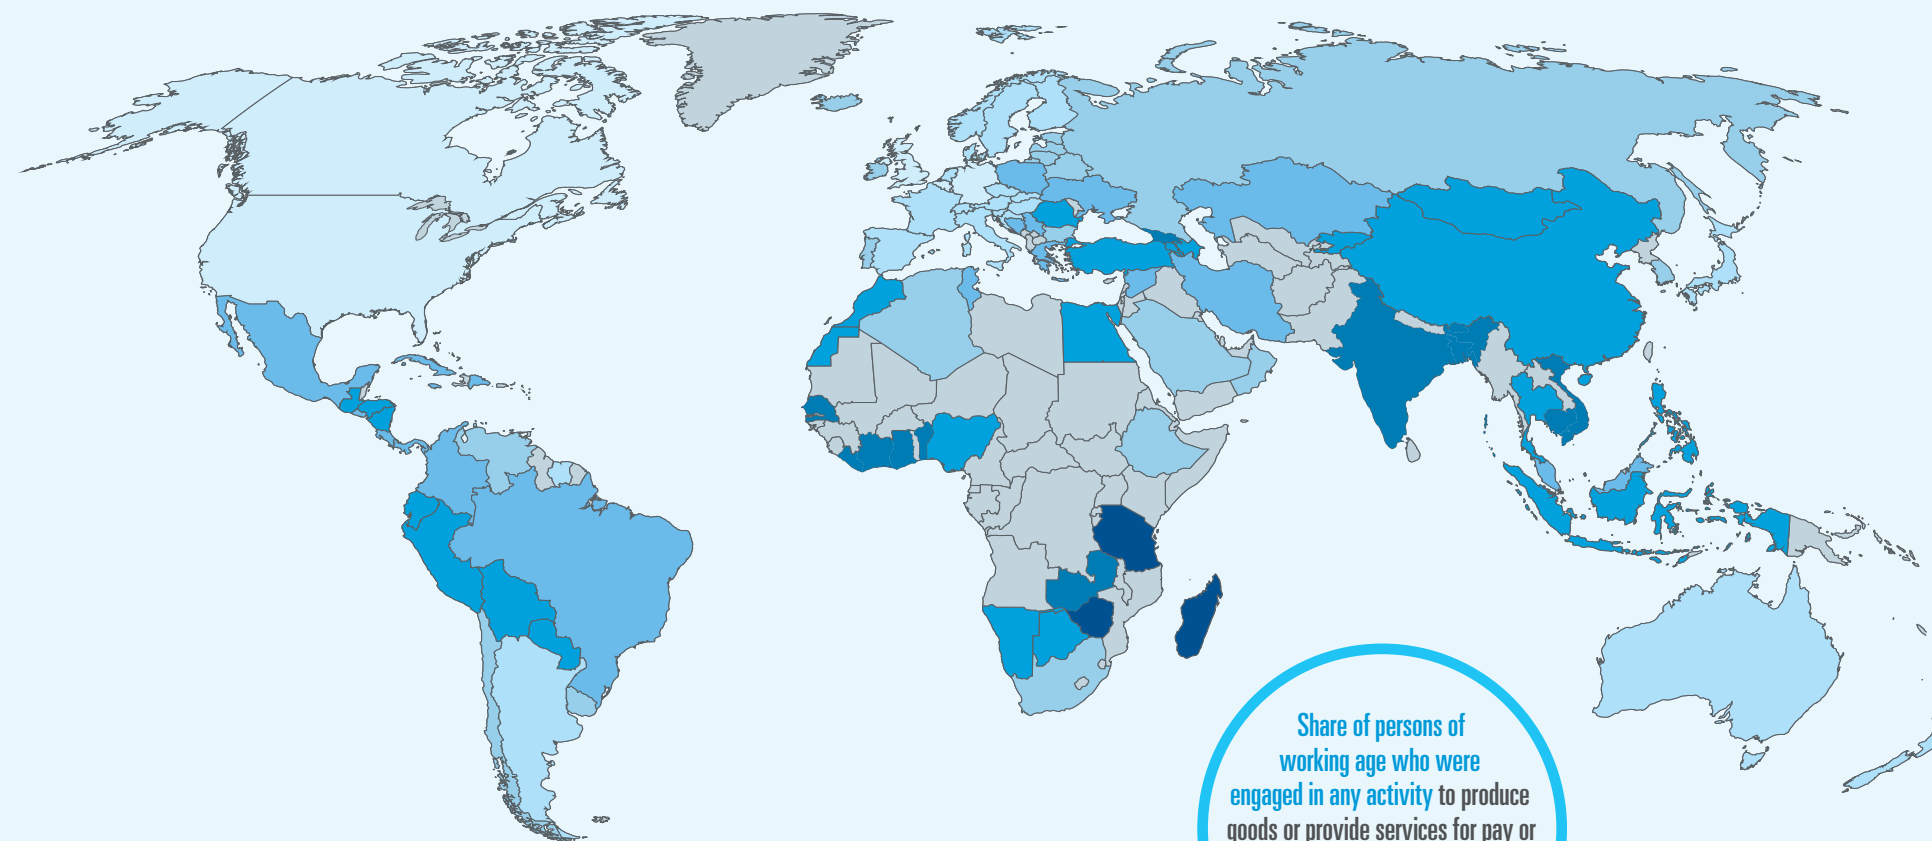 Share of persons of
working age who were
engaged in any activity to produce
goods or provide services for pay or